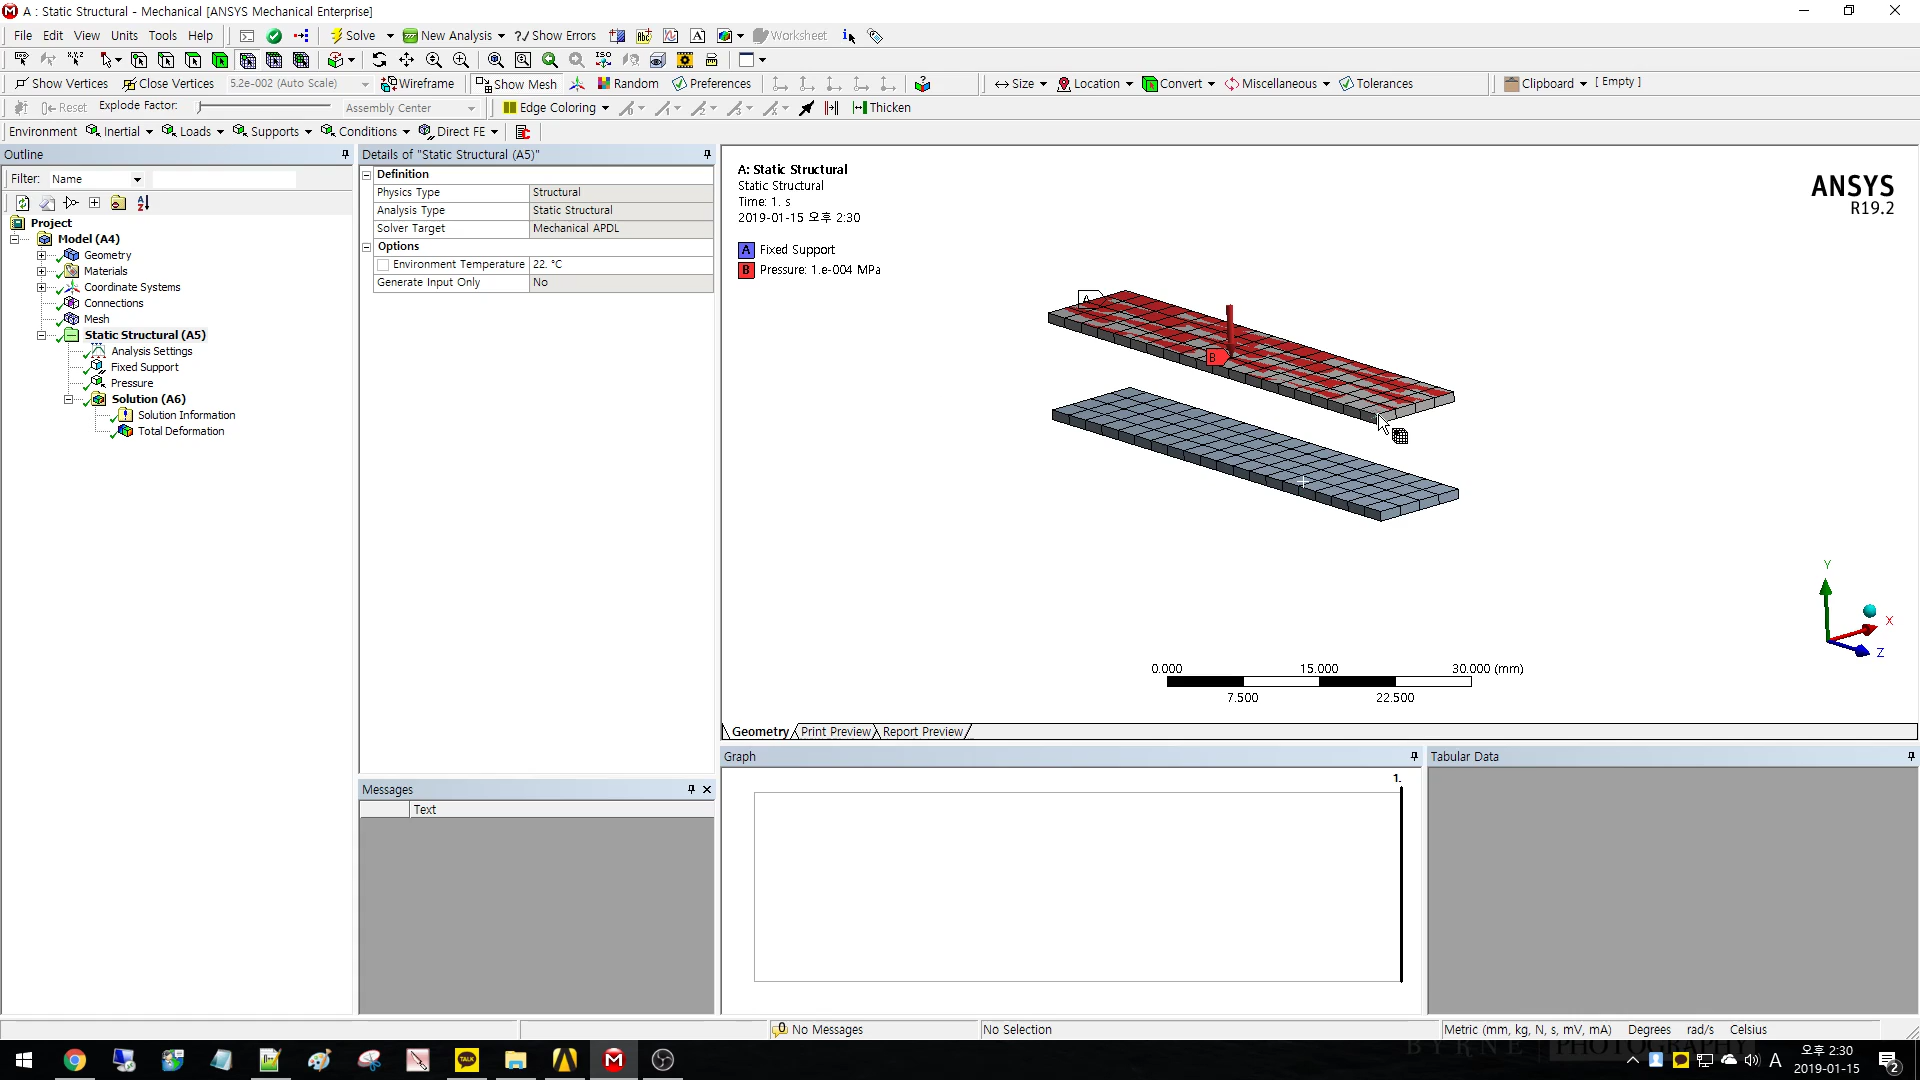 A : Static Structural - Mechanical [ANSYS Mechanical Enterprise]
File Edit View Units Tools Help Solve New Analysis ?/ Show Errors Worksheet
Show Vertices Close Vertices 5.2e-002 (Auto Scale) Wireframe Show Mesh Random Preferences Size Location Convert Miscellaneous Tolerances Clipboard [ Empty ]
Reset Explode Factor: Assembly Center Edge Coloring Thicken
Environment Inertial Loads Supports Conditions Direct FE
Outline
Filter: Name
Project
Model (A4)
Geometry
Materials
Coordinate Systems
Connections
Mesh
Static Structural (A5)
Analysis Settings
Fixed Support
Pressure
Solution (A6)
Solution Information
Total Deformation
Details of "Static Structural (A5)"
Definition
Physics Type Structural
Analysis Type Static Structural
Solver Target Mechanical APDL
Options
Environment Temperature 22. °C
Generate Input Only No
Messages
Text
A: Static Structural
Static Structural
Time: 1. s
2019-01-15 오후 2:30
A Fixed Support
B Pressure: 1.e-004 MPa
ANSYS
R19.2
A
B
Y
X
Z
0.000 15.000 30.000 (mm)
7.500 22.500
Geometry Print Preview Report Preview
Graph
1.
Tabular Data
No Messages No Selection Metric (mm, kg, N, s, mV, mA) Degrees rad/s Celsius
BYRNE PHOTOGRAPHY
TALK
A
오후 2:30
2019-01-15
2